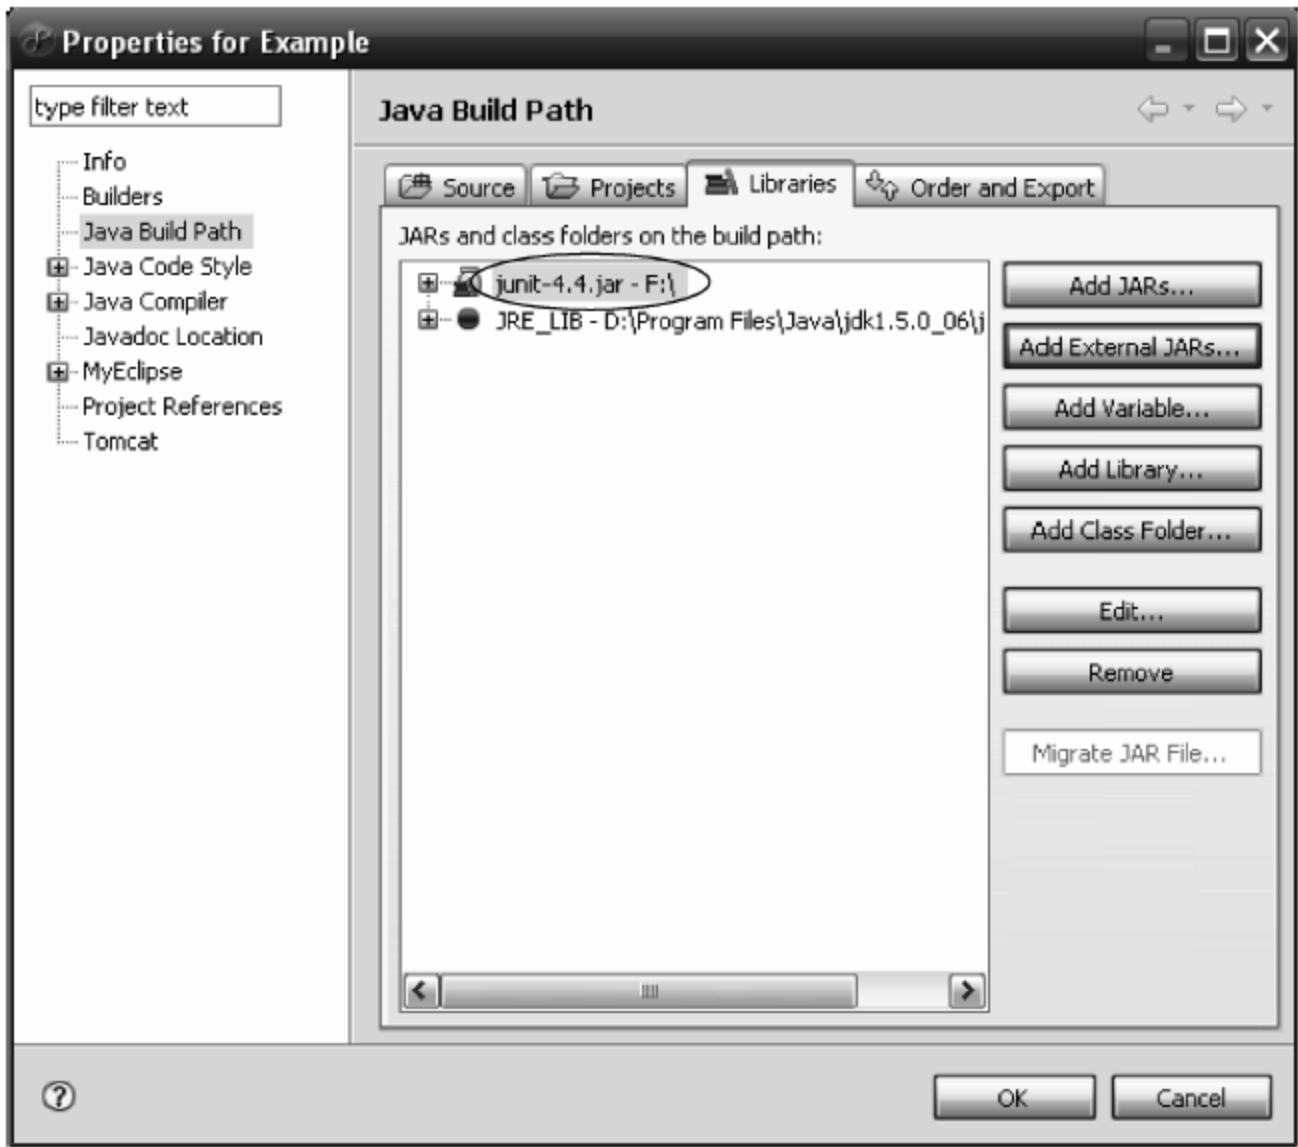 Properties for Example
type filter text
Info
Builders
Java Build Path
Java Code Style
Java Compiler
Javadoc Location
MyEclipse
Project References
Tomcat
Java Build Path
Source
Projects
Libraries
Order and Export
JARs and class folders on the build path:
junit-4.4.jar - F:\
JRE_LIB - D:\Program Files\Java\jdk1.5.0_06\j
Add JARs...
Add External JARs...
Add Variable...
Add Library...
Add Class Folder...
Edit...
Remove
Migrate JAR File...
OK
Cancel